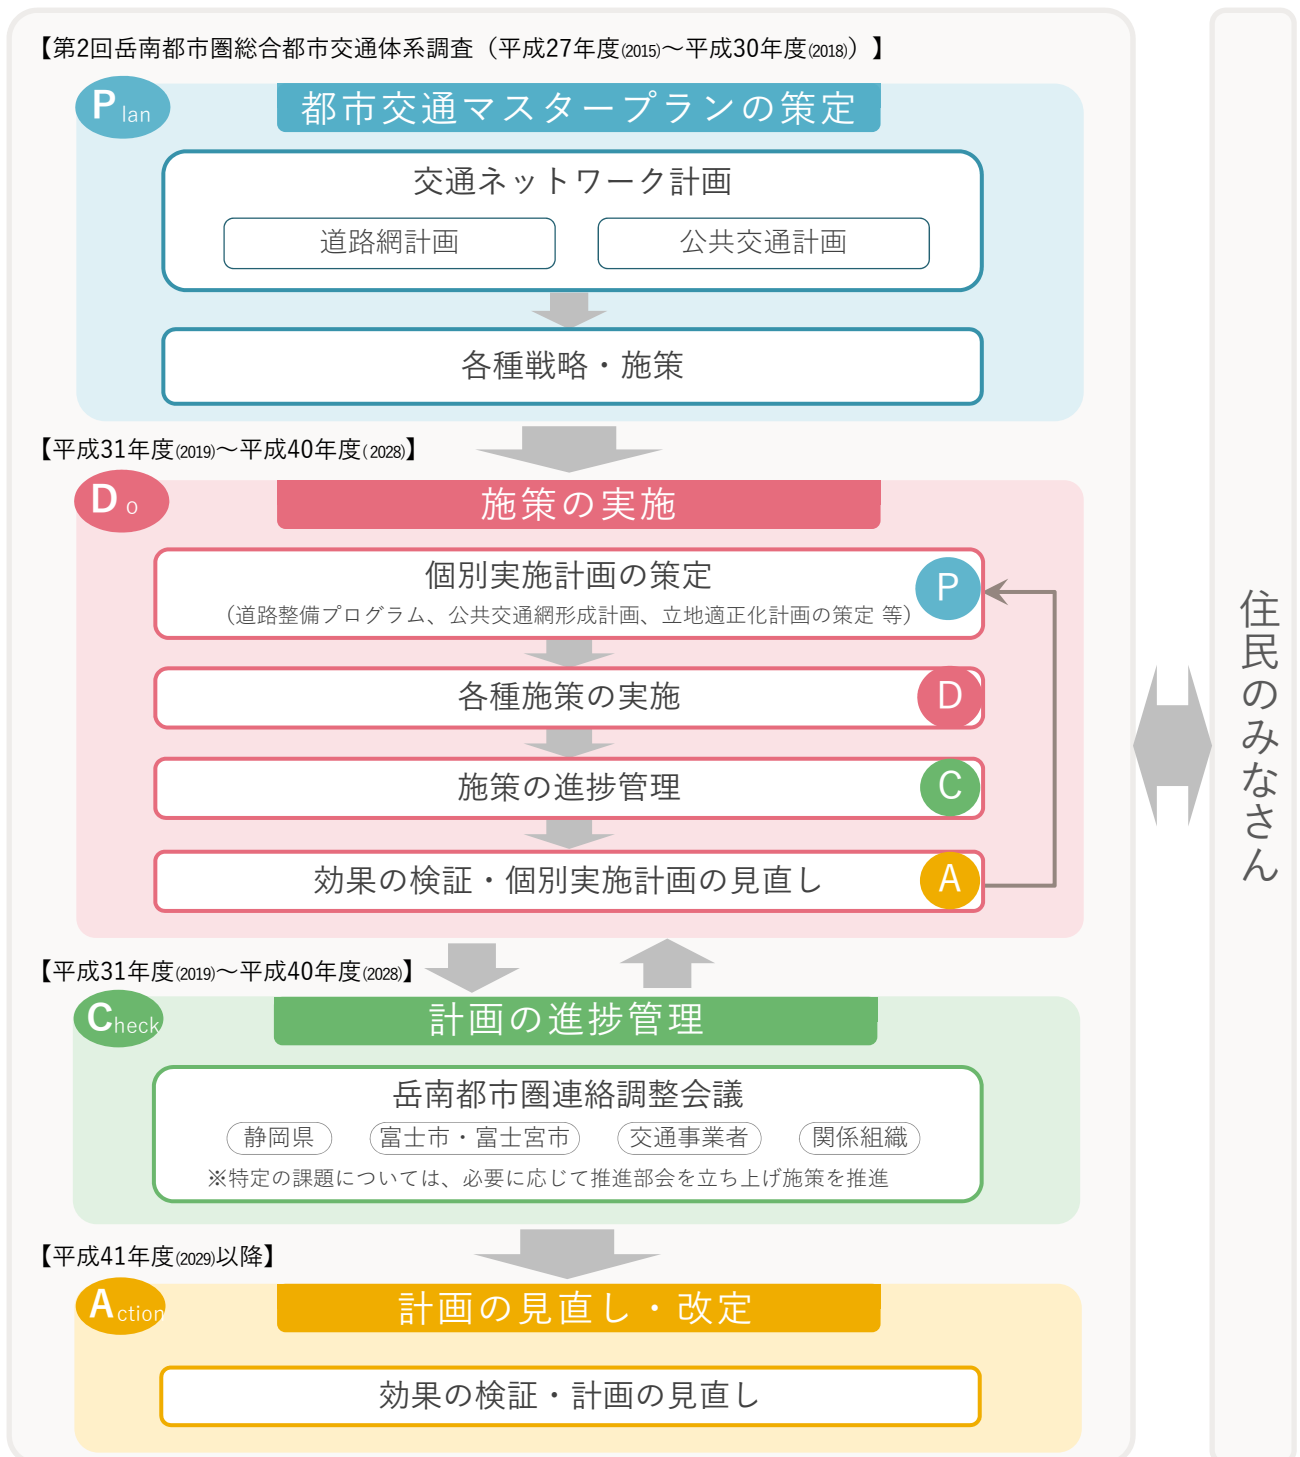 【第2回岳南都市圏総合都市交通体系調査（平成27年度(2015)～平成30年度(2018)）】
Plan
都市交通マスタープランの策定
交通ネットワーク計画
道路網計画
公共交通計画
各種戦略・施策
【平成31年度(2019)～平成40年度(2028)】
Do
施策の実施
個別実施計画の策定
P
（道路整備プログラム、公共交通網形成計画、立地適正化計画の策定 等）
各種施策の実施
D
施策の進捗管理
C
効果の検証・個別実施計画の見直し
A
【平成31年度(2019)～平成40年度(2028)】
Check
計画の進捗管理
岳南都市圏連絡調整会議
静岡県
富士市・富士宮市
交通事業者
関係組織
※特定の課題については、必要に応じて推進部会を立ち上げ施策を推進
【平成41年度(2029)以降】
Action
計画の見直し・改定
効果の検証・計画の見直し
住民のみなさん